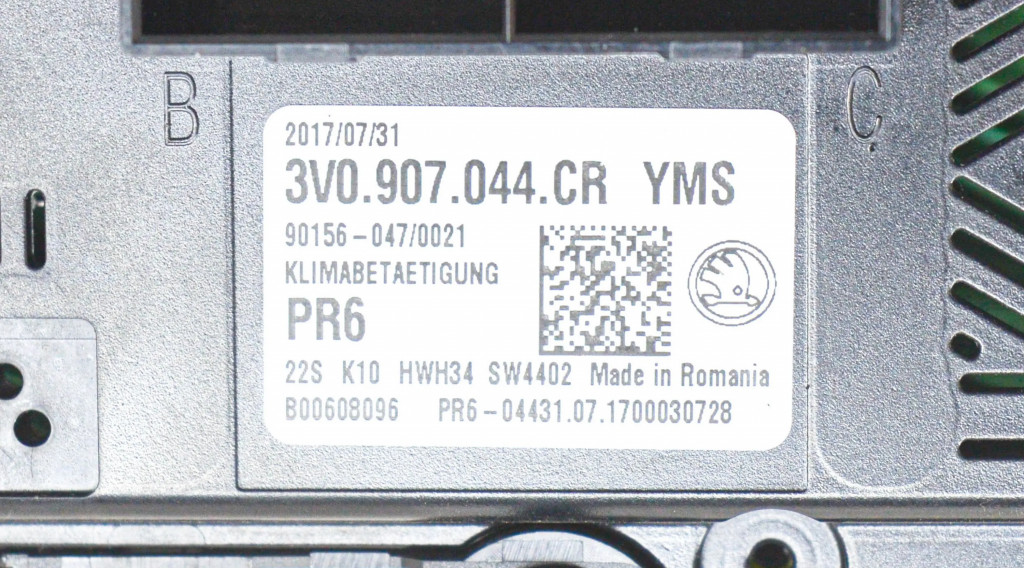 B
C
2017/07/31
3V0.907.044.CR YMS
90156-047/0021
KLIMABETAETIGUNG
PR6
22S K10 HWH34 SW4402 Made in Romania
B00608096 PR6-04431.07.1700030728